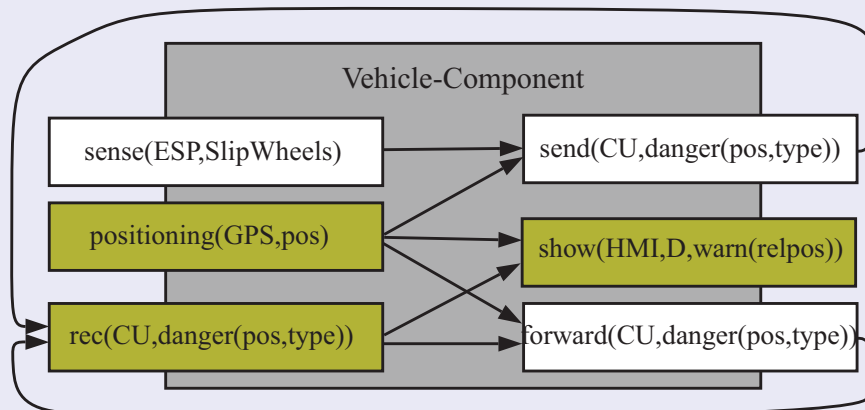 Vehicle-Component
sense(ESP,SlipWheels)
send(CU,danger(pos,type))
positioning(GPS,pos)
show(HMI,D,warn(relpos))
rec(CU,danger(pos,type))
forward(CU,danger(pos,type))